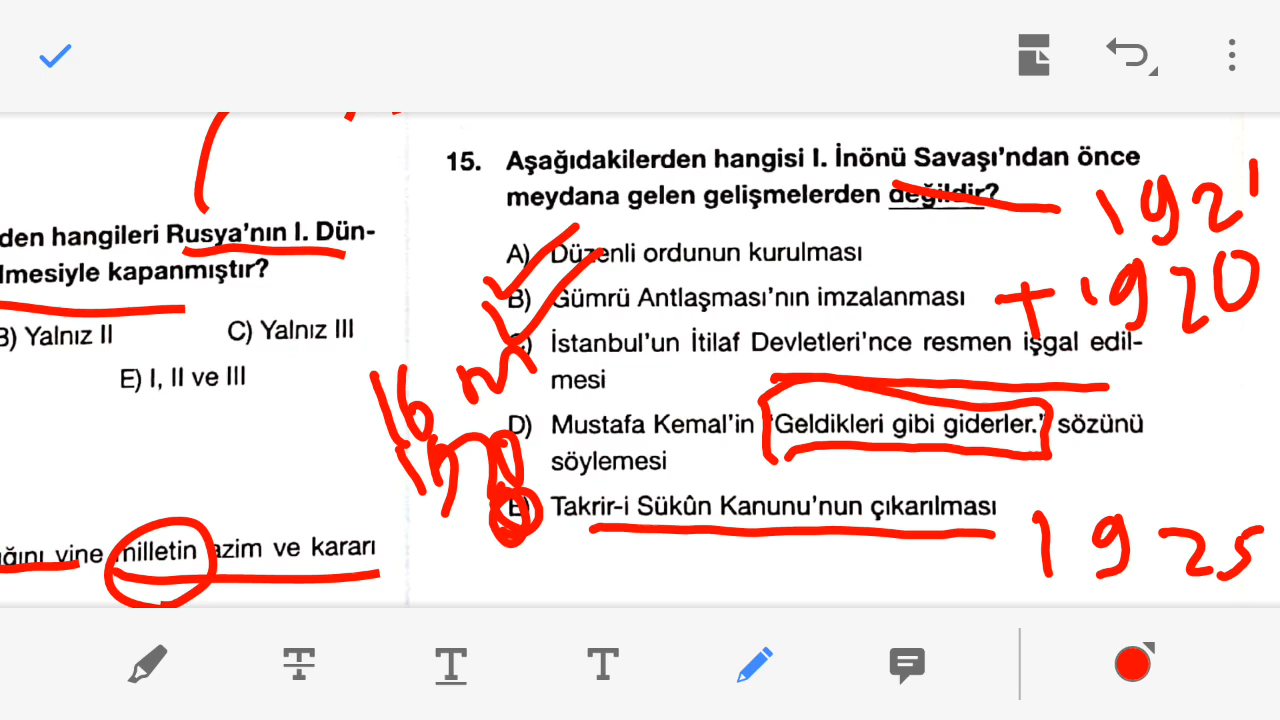 den hangileri Rusya'nın I. Dün-
lmesiyle kapanmıştır?
B) Yalnız II C) Yalnız III
E) I, II ve III
ğını yine milletin azim ve kararı
15. Aşağıdakilerden hangisi I. İnönü Savaşı'ndan önce
meydana gelen gelişmelerden değildir?
1921
A) Düzenli ordunun kurulması
B) Gümrü Antlaşması'nın imzalanması
+ 1920
C) İstanbul'un İtilaf Devletleri'nce resmen işgal edil-
mesi
16
D) Mustafa Kemal'in "Geldikleri gibi giderler." sözünü
söylemesi
E) Takrir-i Sükûn Kanunu'nun çıkarılması
1925
T T T